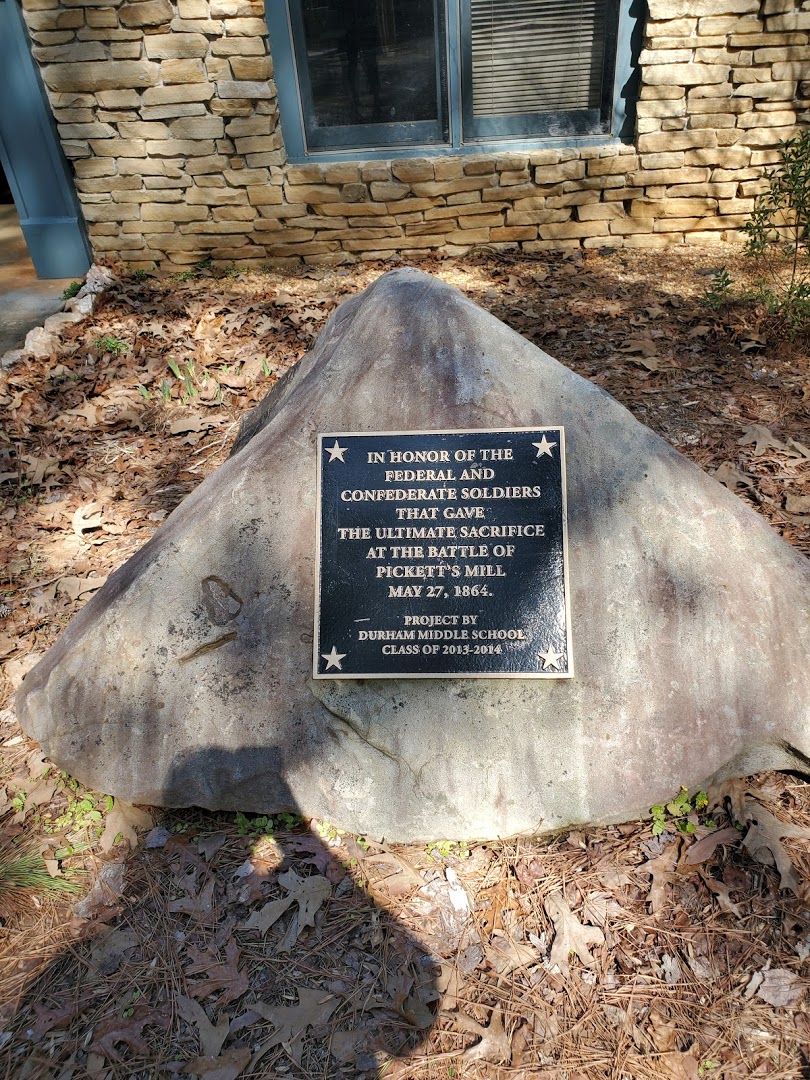 IN HONOR OF THE
FEDERAL AND
CONFEDERATE SOLDIERS
THAT GAVE
THE ULTIMATE SACRIFICE
AT THE BATTLE OF
PICKETT'S MILL
MAY 27, 1864.
PROJECT BY
DURHAM MIDDLE SCHOOL
CLASS OF 2013-2014